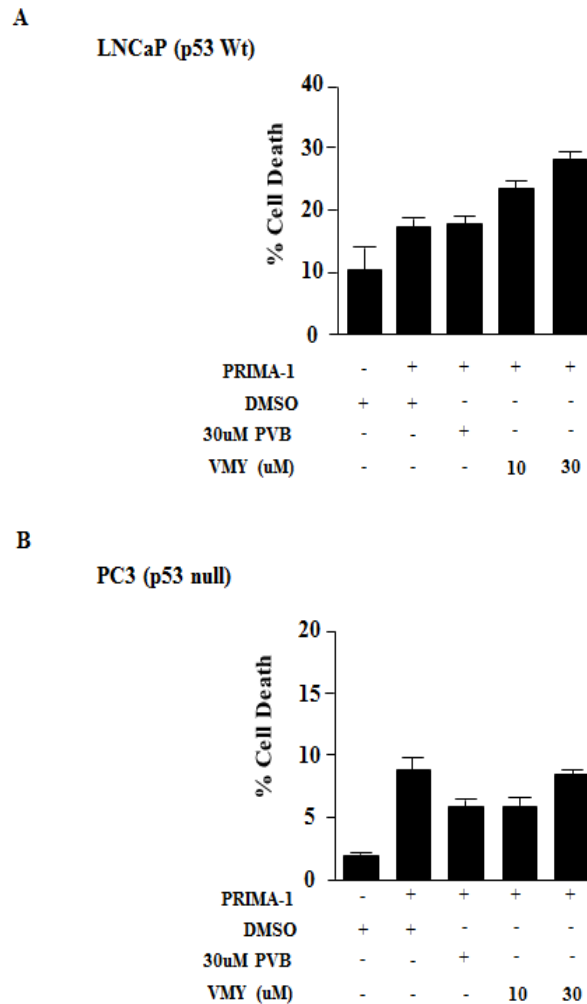 A
LNCaP (p53 Wt)
% Cell Death
40
30
20
10
0
PRIMA-1 - + + + +
DMSO + + - - -
30uM PVB - - + - -
VMY (uM) - - - 10 30
B
PC3 (p53 null)
% Cell Death
20
15
10
5
0
PRIMA-1 - + + + +
DMSO + + - - -
30uM PVB - - + - -
VMY (uM) - - - 10 30